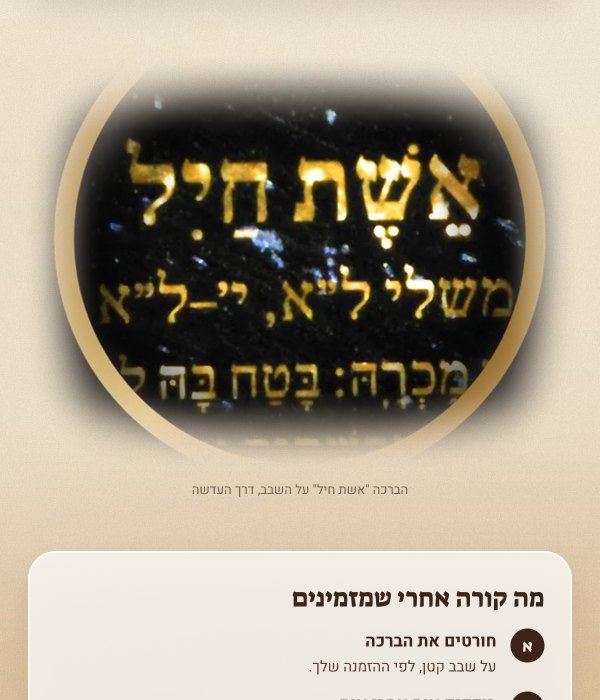 אֵשֶׁת חַיִל
משלי ל״א, י׳–ל״א
מִכְרָהּ: בָּטַח בָּהּ
הברכה "אשת חיל" על השבב, דרך העדשה
מה קורה אחרי שמזמינים
א
חורטים את הברכה
על שבב קטן, לפי ההזמנה שלך.